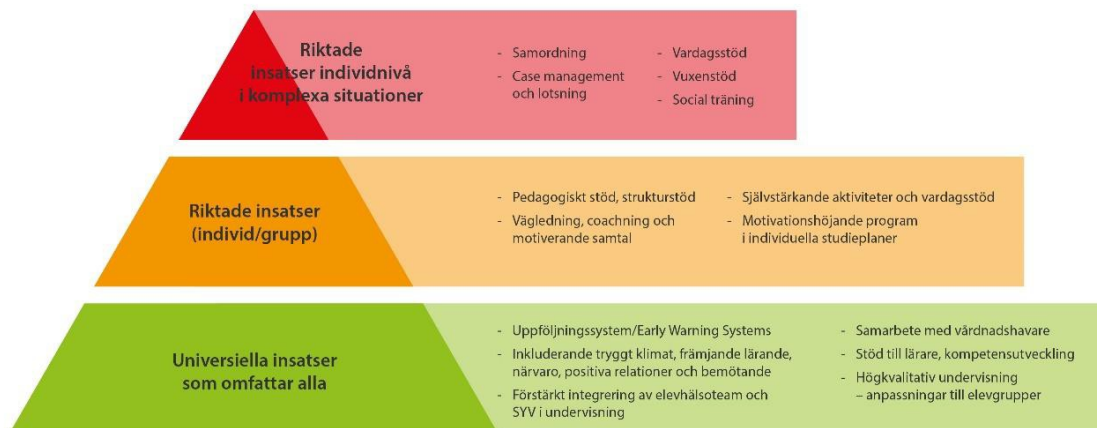 Riktade
insatser individnivå
i komplexa situationer
- Samordning
- Case management
och lotsning
- Vardagsstöd
- Vuxenstöd
- Social träning
Riktade insatser
(individ/grupp)
- Pedagogiskt stöd, strukturstöd
- Vägledning, coachning och
motiverande samtal
- Självstärkande aktiviteter och vardagsstöd
- Motivationshöjande program
i individuella studieplaner
Universiella insatser
som omfattar alla
- Uppföljningssystem/Early Warning Systems
- Inkluderande tryggt klimat, främjande lärande,
närvaro, positiva relationer och bemötande
- Förstärkt integrering av elevhälsoteam och
SYV i undervisning
- Samarbete med vårdnadshavare
- Stöd till lärare, kompetensutveckling
- Högkvalitativ undervisning
– anpassningar till elevgrupper